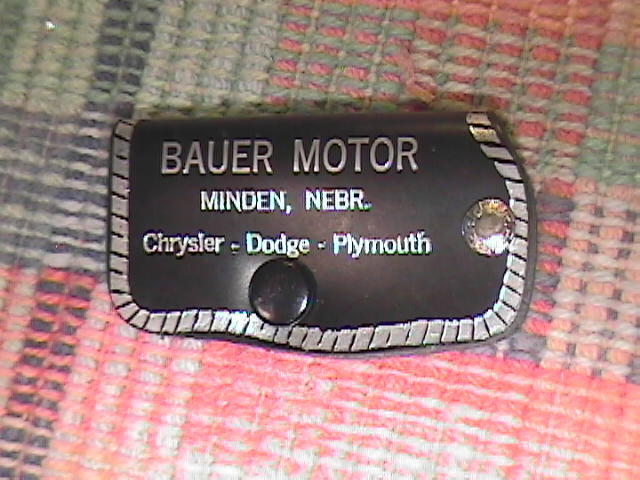 BAUER MOTOR
MINDEN, NEBR.
Chrysler - Dodge - Plymouth